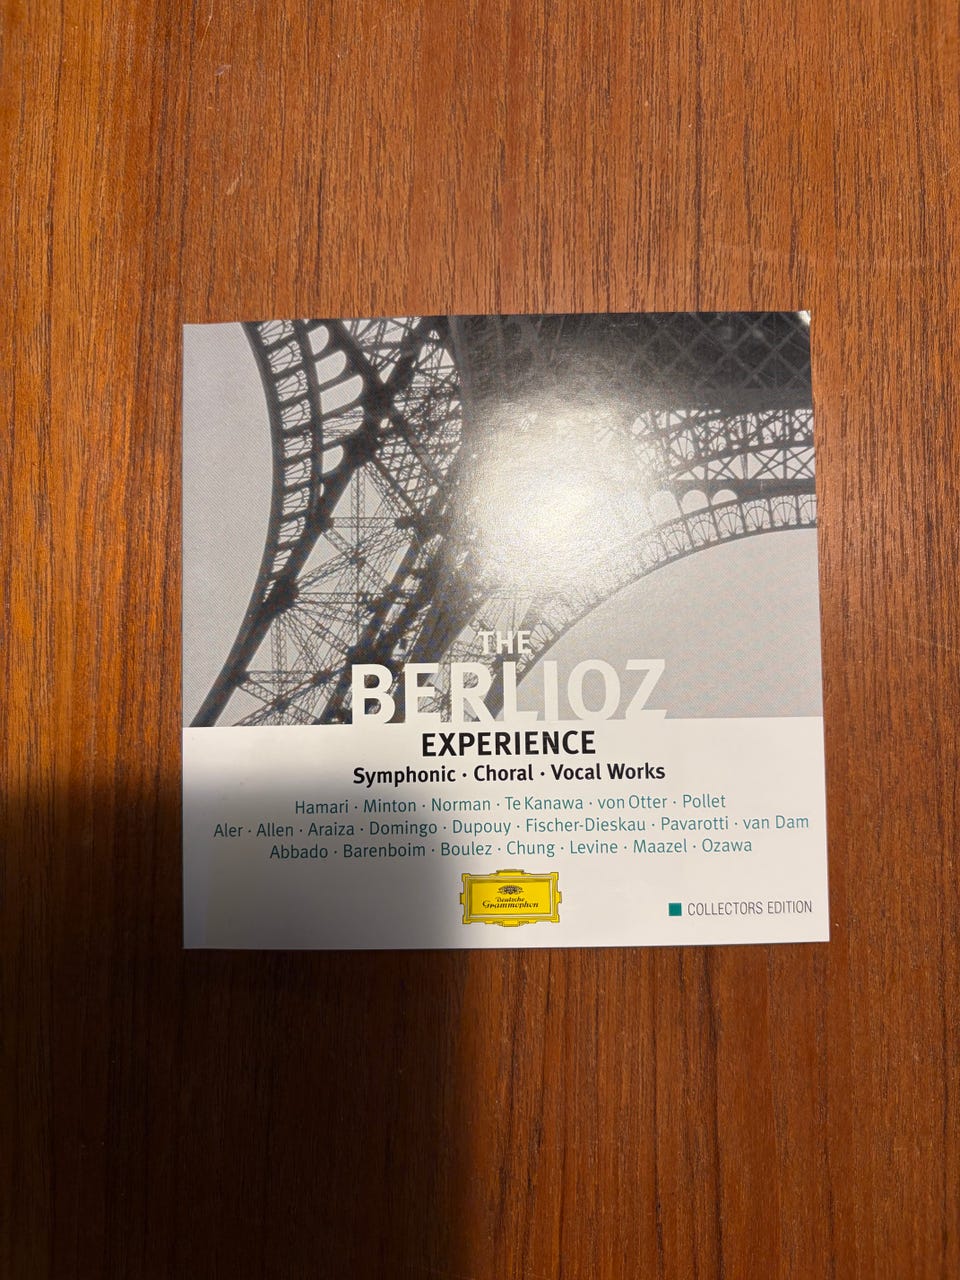 THE
BERLIOZ
EXPERIENCE
Symphonic · Choral · Vocal Works
Hamari · Minton · Norman · Te Kanawa · von Otter · Pollet
Aler · Allen · Araiza · Domingo · Dupouy · Fischer-Dieskau · Pavarotti · van Dam
Abbado · Barenboim · Boulez · Chung · Levine · Maazel · Ozawa
Deutsche
Grammophon
COLLECTORS EDITION